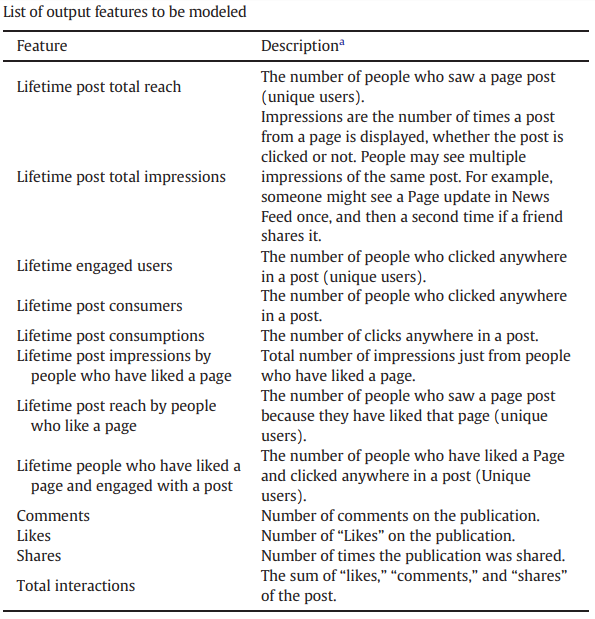 List of output features to be modeled
Feature Descriptionᵃ
Lifetime post total reach
The number of people who saw a page post
(unique users).
Lifetime post total impressions
Impressions are the number of times a post
from a page is displayed, whether the post is
clicked or not. People may see multiple
impressions of the same post. For example,
someone might see a Page update in News
Feed once, and then a second time if a friend
shares it.
Lifetime engaged users
The number of people who clicked anywhere
in a post (unique users).
Lifetime post consumers
The number of people who clicked anywhere
in a post.
Lifetime post consumptions The number of clicks anywhere in a post.
Lifetime post impressions by
people who have liked a page
Total number of impressions just from people
who have liked a page.
Lifetime post reach by people
who like a page
The number of people who saw a page post
because they have liked that page (unique
users).
Lifetime people who have liked a
page and engaged with a post
The number of people who have liked a Page
and clicked anywhere in a post (Unique
users).
Comments Number of comments on the publication.
Likes Number of “Likes” on the publication.
Shares Number of times the publication was shared.
Total interactions
The sum of “likes,” “comments,” and “shares”
of the post.